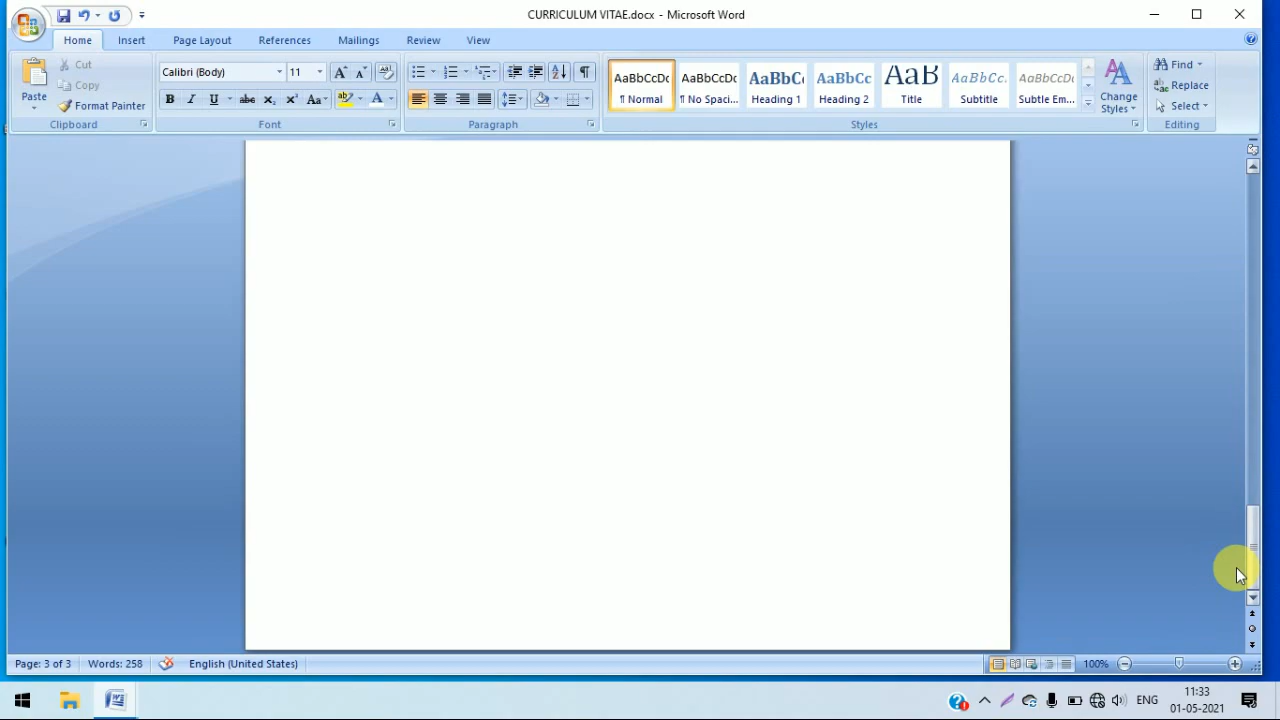 CURRICULUM VITAE.docx - Microsoft Word
Home Insert Page Layout References Mailings Review View
Paste
Cut
Copy
Format Painter
Clipboard
Calibri (Body) 11
B I U abc X₂ X² Aa A
Font
Paragraph
AaBbCcDc AaBbCcDc AaBbC AaBbCc AaB AaBbCc. AaBbCcDc
¶ Normal ¶ No Spaci... Heading 1 Heading 2 Title Subtitle Subtle Em...
Change Styles
Styles
Find
Replace
Select
Editing
Page: 3 of 3 Words: 258 English (United States) 100%
ENG 11:33
01-05-2021